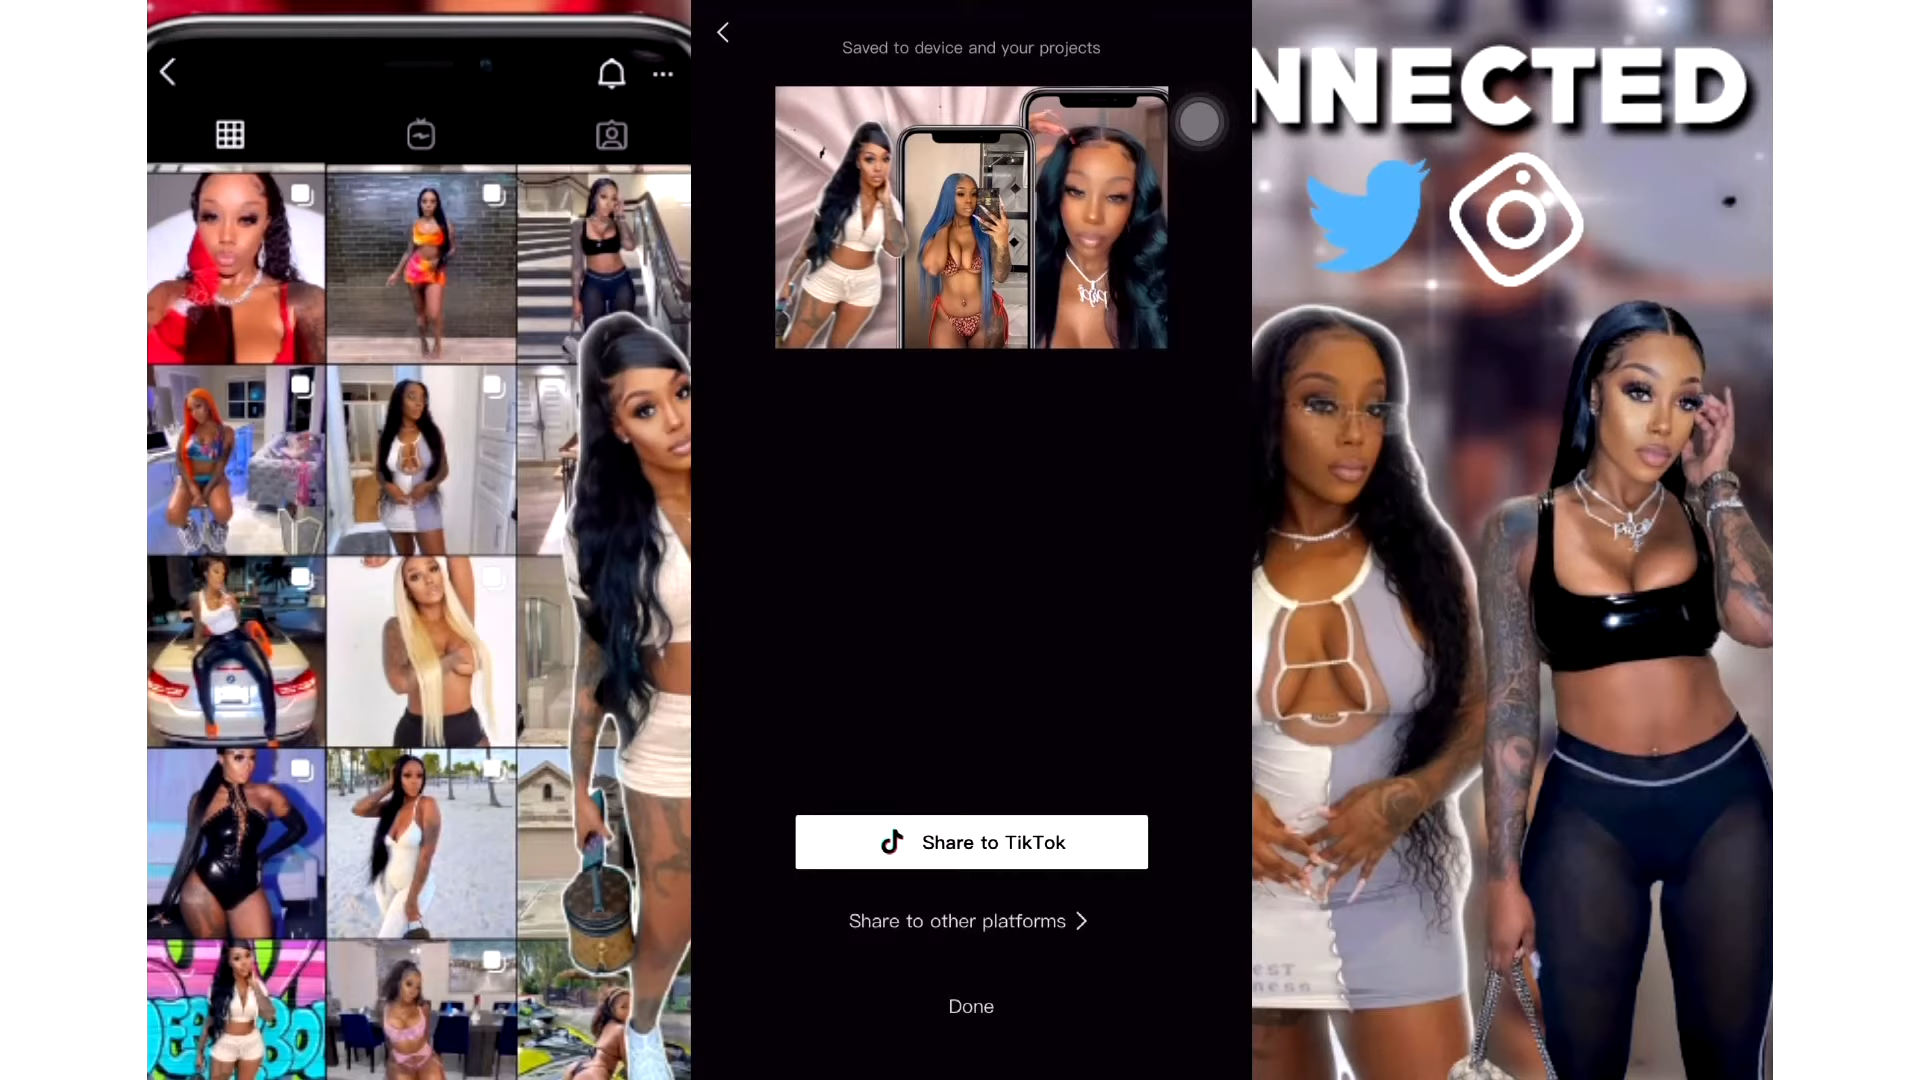 Saved to device and your projects
NNECTED
Share to TikTok
Share to other platforms
Done